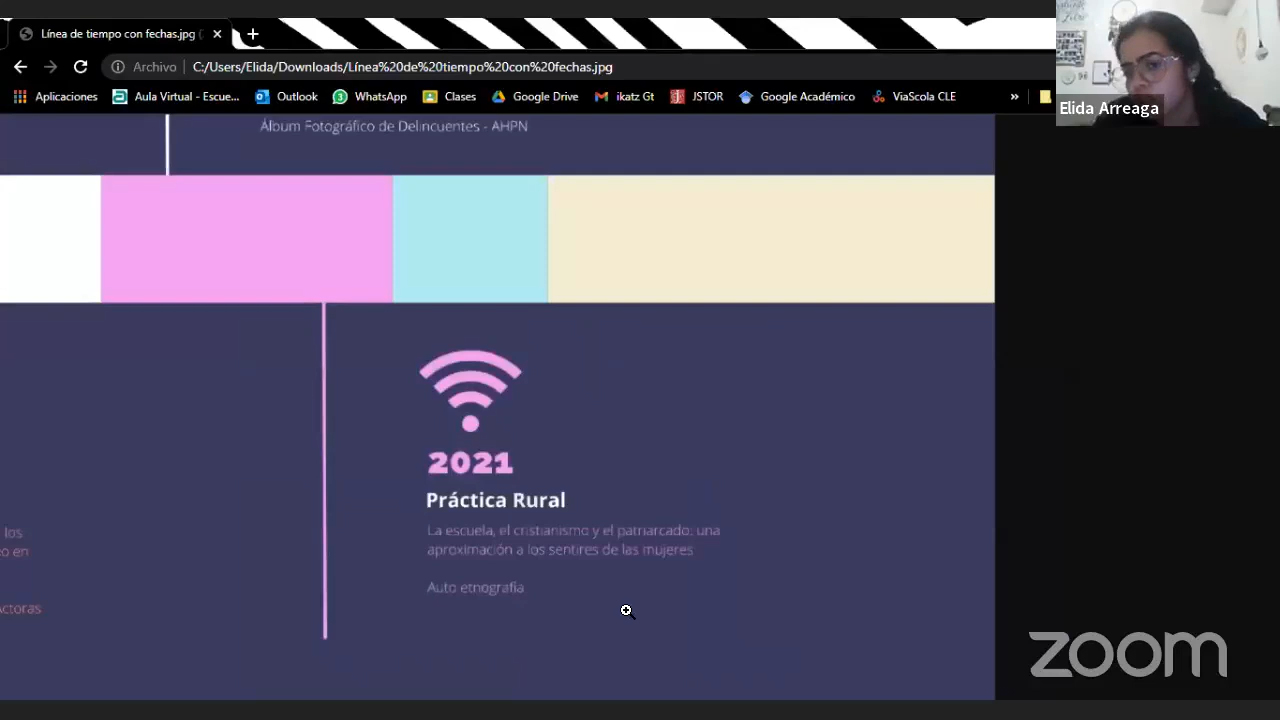 Línea de tiempo con fechas.jpg (
Archivo
C:/Users/Elida/Downloads/Línea%20de%20tiempo%20con%20fechas.jpg
Aplicaciones
Aula Virtual - Escue...
Outlook
WhatsApp
Clases
Google Drive
ikatz Gt
JSTOR
Google Académico
ViaScola CLE
»
Elida Arreaga
Álbum Fotográfico de Delincuentes - AHPN
2021
Práctica Rural
La escuela, el cristianismo y el patriarcado: una
aproximación a los sentires de las mujeres
Auto etnografía
los
o en
ctoras
zoom